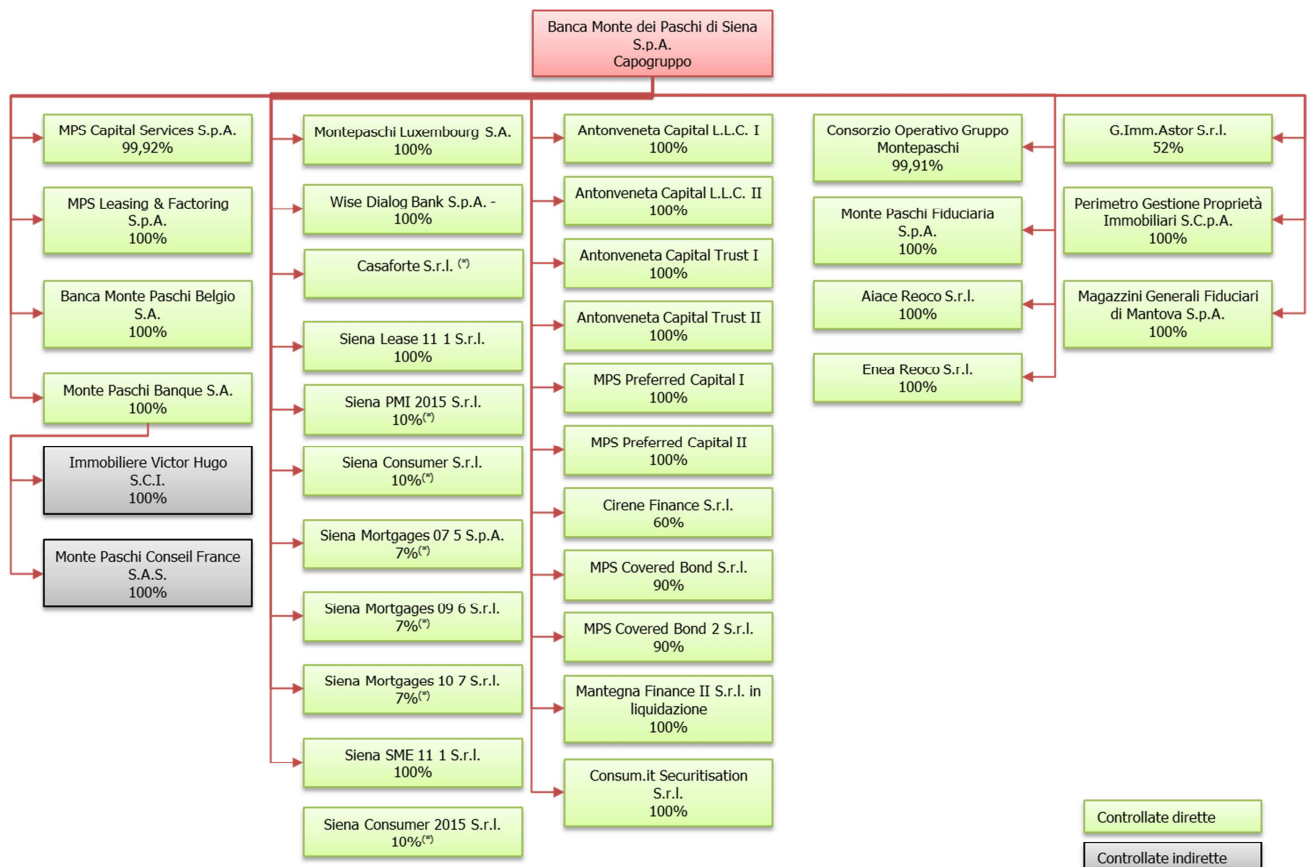 Banca Monte dei Paschi di Siena
S.p.A.
Capogruppo
MPS Capital Services S.p.A.
99,92%
MPS Leasing & Factoring
S.p.A.
100%
Banca Monte Paschi Belgio
S.A.
100%
Monte Paschi Banque S.A.
100%
Immobiliere Victor Hugo
S.C.I.
100%
Monte Paschi Conseil France
S.A.S.
100%
Montepaschi Luxembourg S.A.
100%
Wise Dialog Bank S.p.A. -
100%
Casaforte S.r.l. (*)
Siena Lease 11 1 S.r.l.
100%
Siena PMI 2015 S.r.l.
10%(*)
Siena Consumer S.r.l.
10%(*)
Siena Mortgages 07 5 S.p.A.
7%(*)
Siena Mortgages 09 6 S.r.l.
7%(*)
Siena Mortgages 10 7 S.r.l.
7%(*)
Siena SME 11 1 S.r.l.
100%
Siena Consumer 2015 S.r.l.
10%(*)
Antonveneta Capital L.L.C. I
100%
Antonveneta Capital L.L.C. II
100%
Antonveneta Capital Trust I
100%
Antonveneta Capital Trust II
100%
MPS Preferred Capital I
100%
MPS Preferred Capital II
100%
Cirene Finance S.r.l.
60%
MPS Covered Bond S.r.l.
90%
MPS Covered Bond 2 S.r.l.
90%
Mantegna Finance II S.r.l. in
liquidazione
100%
Consum.it Securitisation
S.r.l.
100%
Consorzio Operativo Gruppo
Montepaschi
99,91%
Monte Paschi Fiduciaria
S.p.A.
100%
Aiace Reoco S.r.l.
100%
Enea Reoco S.r.l.
100%
G.Imm.Astor S.r.l.
52%
Perimetro Gestione Proprietà
Immobiliari S.C.p.A.
100%
Magazzini Generali Fiduciari
di Mantova S.p.A.
100%
Controllate dirette
Controllate indirette